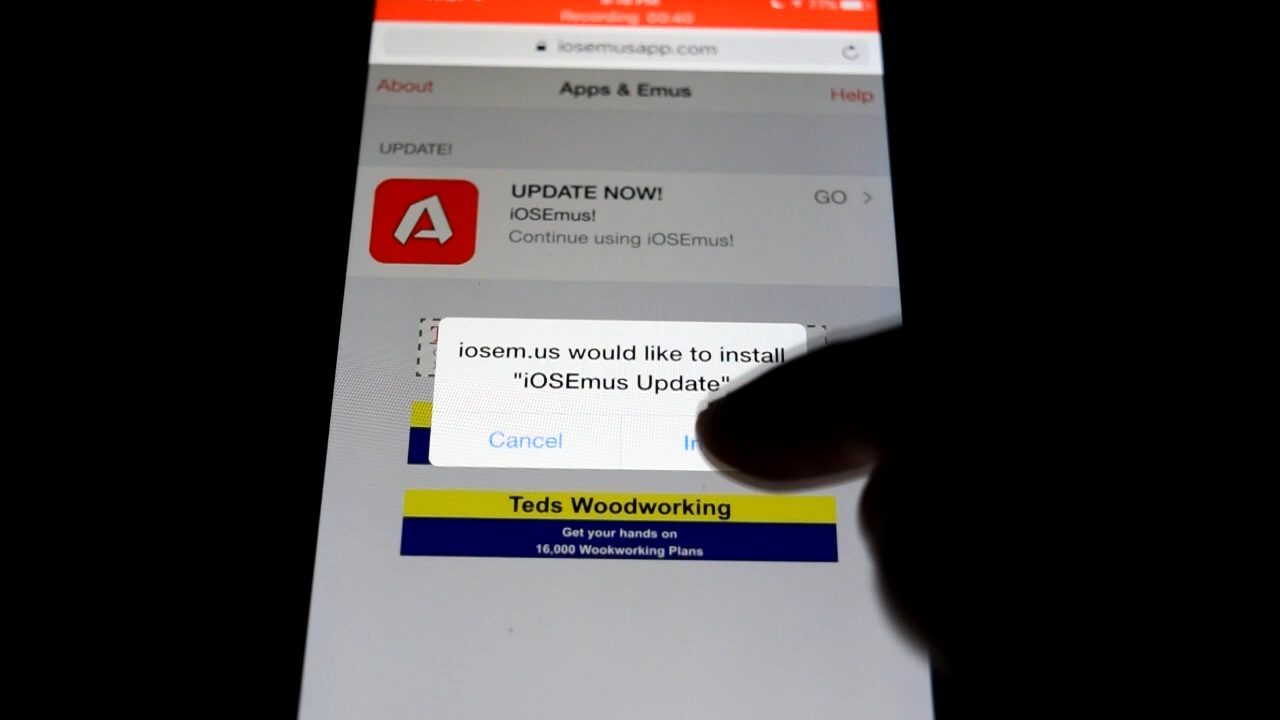 Recording 00:40
77%
iosemusapp.com
About
Apps & Emus
Help
UPDATE!
UPDATE NOW!
GO
iOSEmus!
Continue using iOSEmus!
iosem.us would like to install
"iOSEmus Update"
Cancel
Teds Woodworking
Get your hands on
16,000 Wookworking Plans